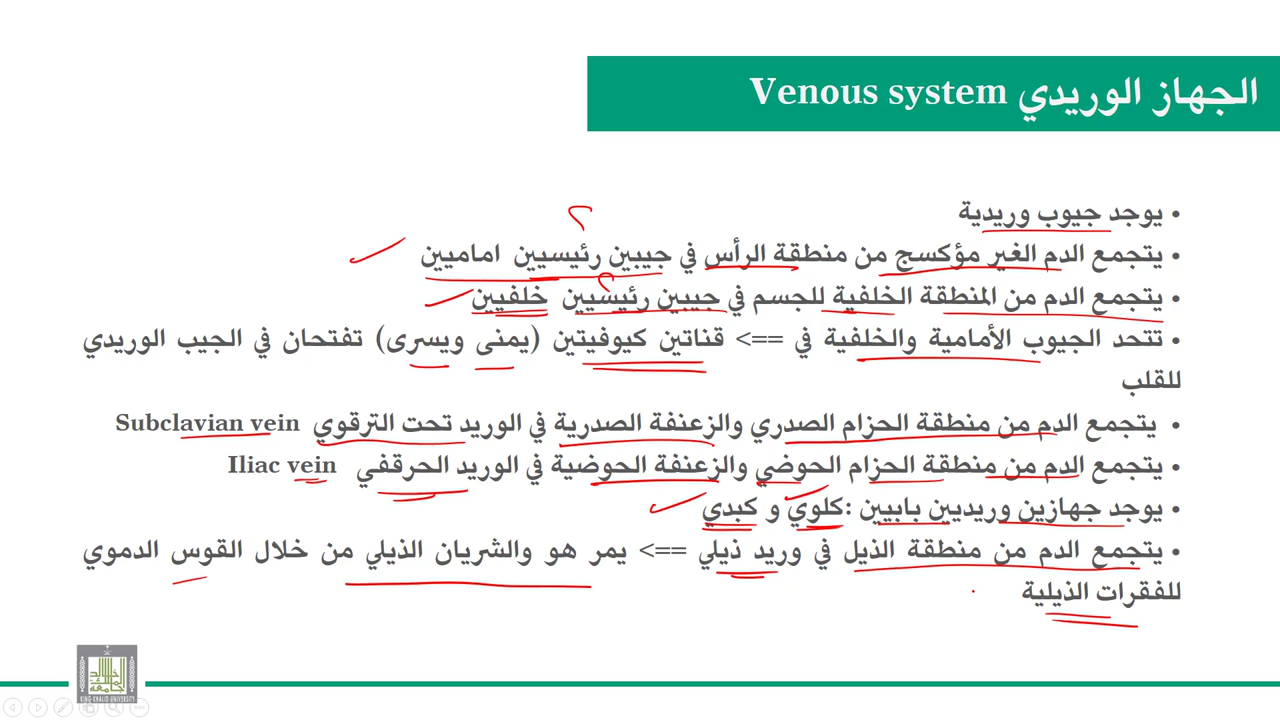 الجهاز الوريدي Venous system
• يوجد جيوب وريدية
• يتجمع الدم الغير مؤكسج من منطقة الرأس في جيبين رئيسيين اماميين
• يتجمع الدم من المنطقة الخلفية للجسم في جيبين رئيسيين خلفيين
• تتحد الجيوب الأمامية والخلفية في ==> قناتين كيوفيتين (يمنى ويسرى) تفتحان في الجيب الوريدي
للقلب
• يتجمع الدم من منطقة الحزام الصدري والزعنفة الصدرية في الوريد تحت الترقوي Subclavian vein
• يتجمع الدم من منطقة الحزام الحوضي والزعنفة الحوضية في الوريد الحرقفي Iliac vein
• يوجد جهازين وريديين بابيين :كلوي و كبدي
• يتجمع الدم من منطقة الذيل في وريد ذيلي ==> يمر هو والشريان الذيلي من خلال القوس الدموي
للفقرات الذيلية
KING KHALID UNIVERSITY